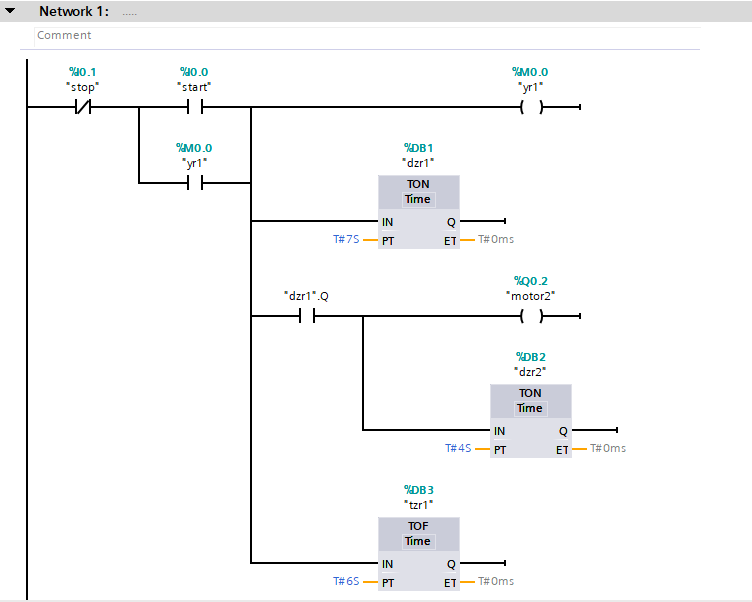 Network 1: .....
Comment
%I0.1 %I0.0 %M0.0
"stop" "start" "yr1"
%M0.0 %DB1
"yr1" "dzr1"
TON
Time
IN Q
T#7S PT ET T#0ms
%Q0.2
"dzr1".Q "motor2"
%DB2
"dzr2"
TON
Time
IN Q
T#4S PT ET T#0ms
%DB3
"tzr1"
TOF
Time
IN Q
T#6S PT ET T#0ms